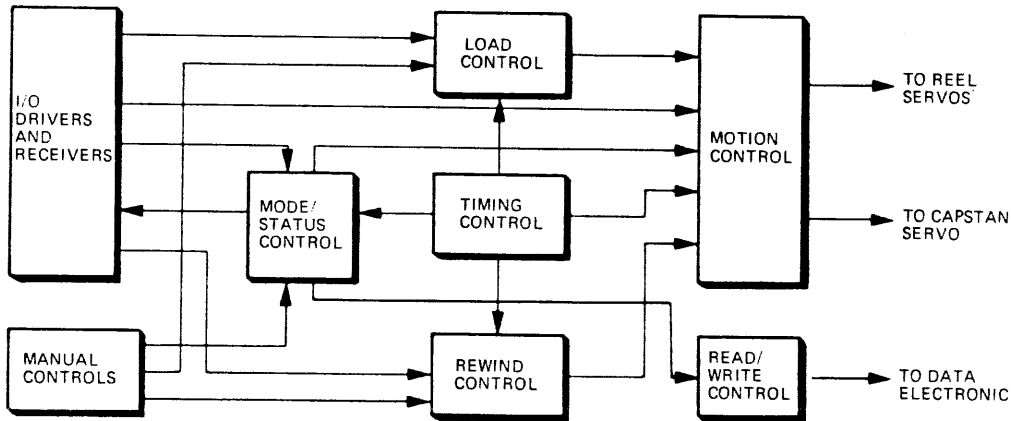 I/O
DRIVERS
AND
RECEIVERS
LOAD
CONTROL
MOTION
CONTROL
TO REEL
SERVOS
MODE/
STATUS
CONTROL
TIMING
CONTROL
TO CAPSTAN
SERVO
MANUAL
CONTROLS
REWIND
CONTROL
READ/
WRITE
CONTROL
TO DATA
ELECTRONIC